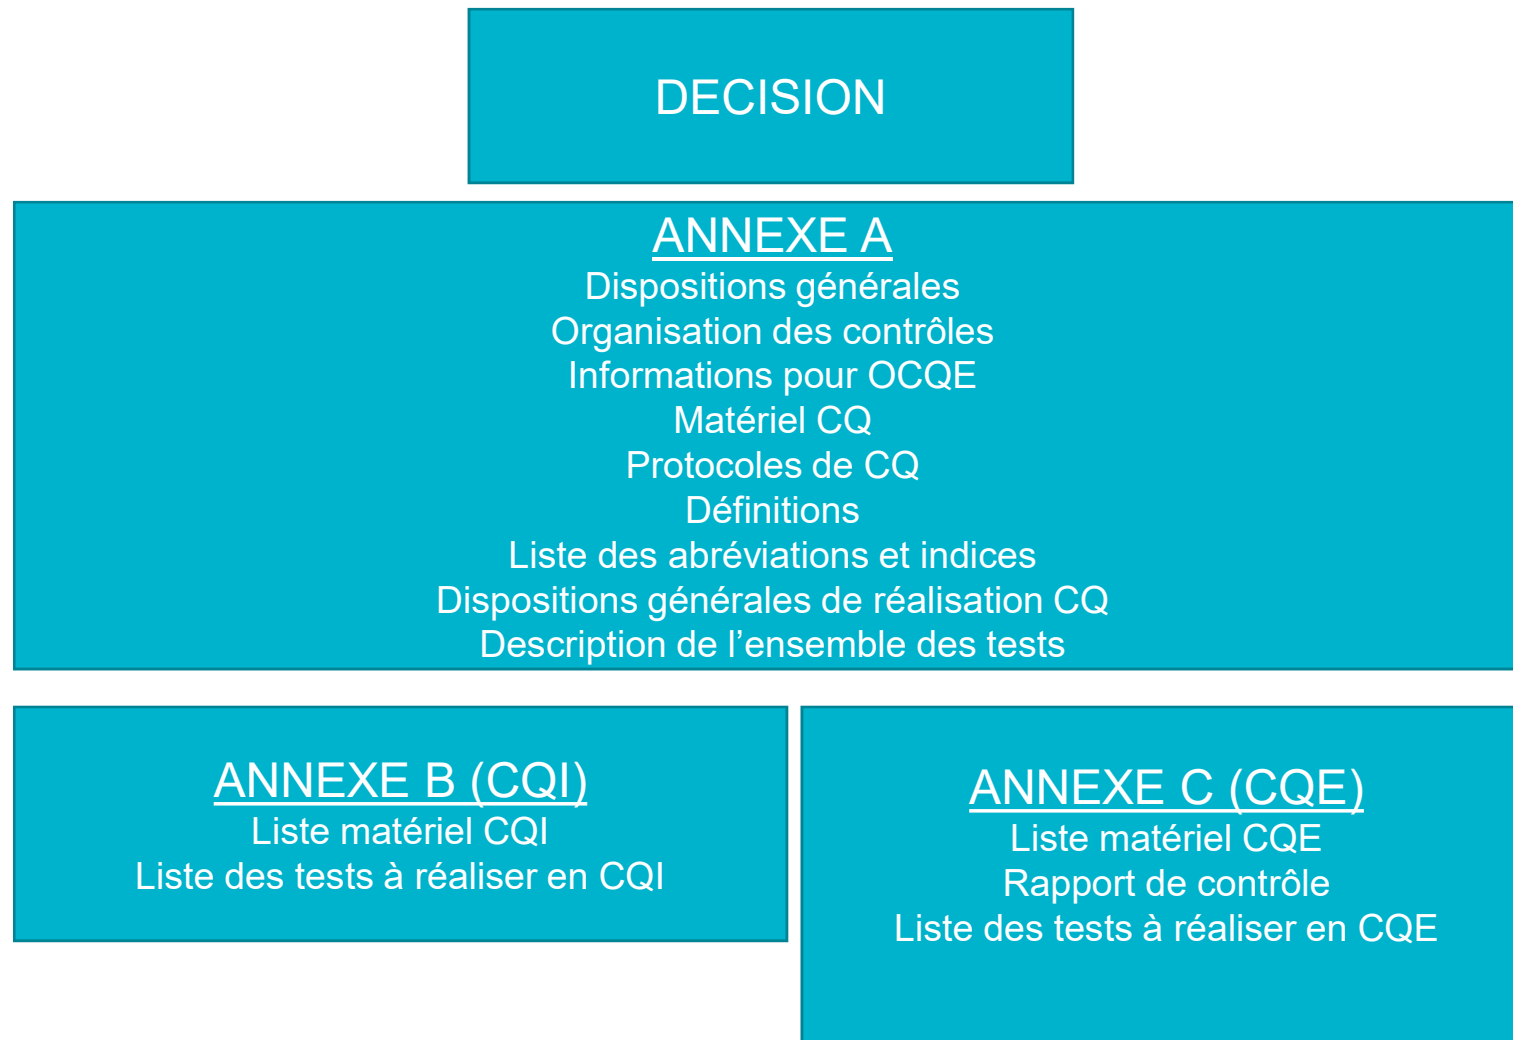 DECISION
ANNEXE A
Dispositions générales
Organisation des contrôles
Informations pour OCQE
Matériel CQ
Protocoles de CQ
Définitions
Liste des abréviations et indices
Dispositions générales de réalisation CQ
Description de l’ensemble des tests
ANNEXE B (CQI)
Liste matériel CQI
Liste des tests à réaliser en CQI
ANNEXE C (CQE)
Liste matériel CQE
Rapport de contrôle
Liste des tests à réaliser en CQE